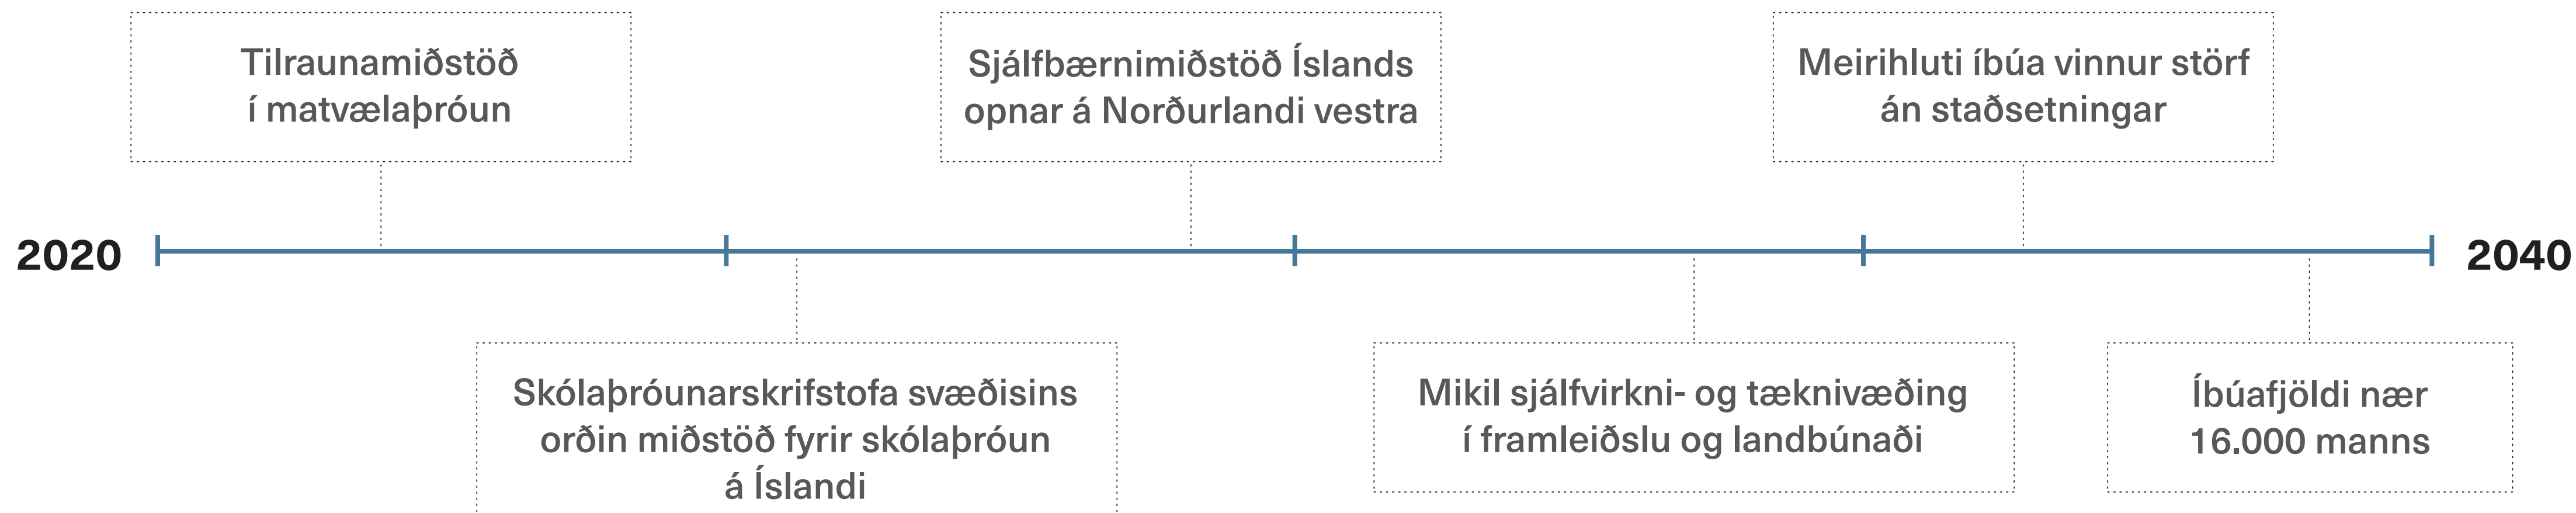 Tilraunamiðstöð
í matvælaþróun
Sjálfbærnimiðstöð Íslands
opnar á Norðurlandi vestra
Meirihluti íbúa vinnur störf
án staðsetningar
2020
2040
Skólaþróunarskrifstofa svæðisins
orðin miðstöð fyrir skólaþróun
á Íslandi
Mikil sjálfvirkni- og tæknivæðing
í framleiðslu og landbúnaði
Íbúafjöldi nær
16.000 manns